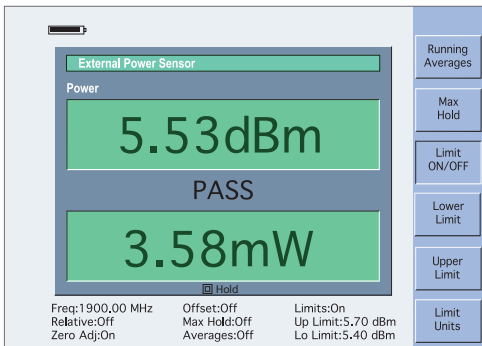 External Power Sensor
Power
5.53dBm
PASS
3.58mW
Hold
Freq:1900.00 MHz
Relative:Off
Zero Adj:On
Offset:Off
Max Hold:Off
Averages:Off
Limits:On
Up Limit:5.70 dBm
Lo Limit:5.40 dBm
Running
Averages
Max
Hold
Limit
ON/OFF
Lower
Limit
Upper
Limit
Limit
Units